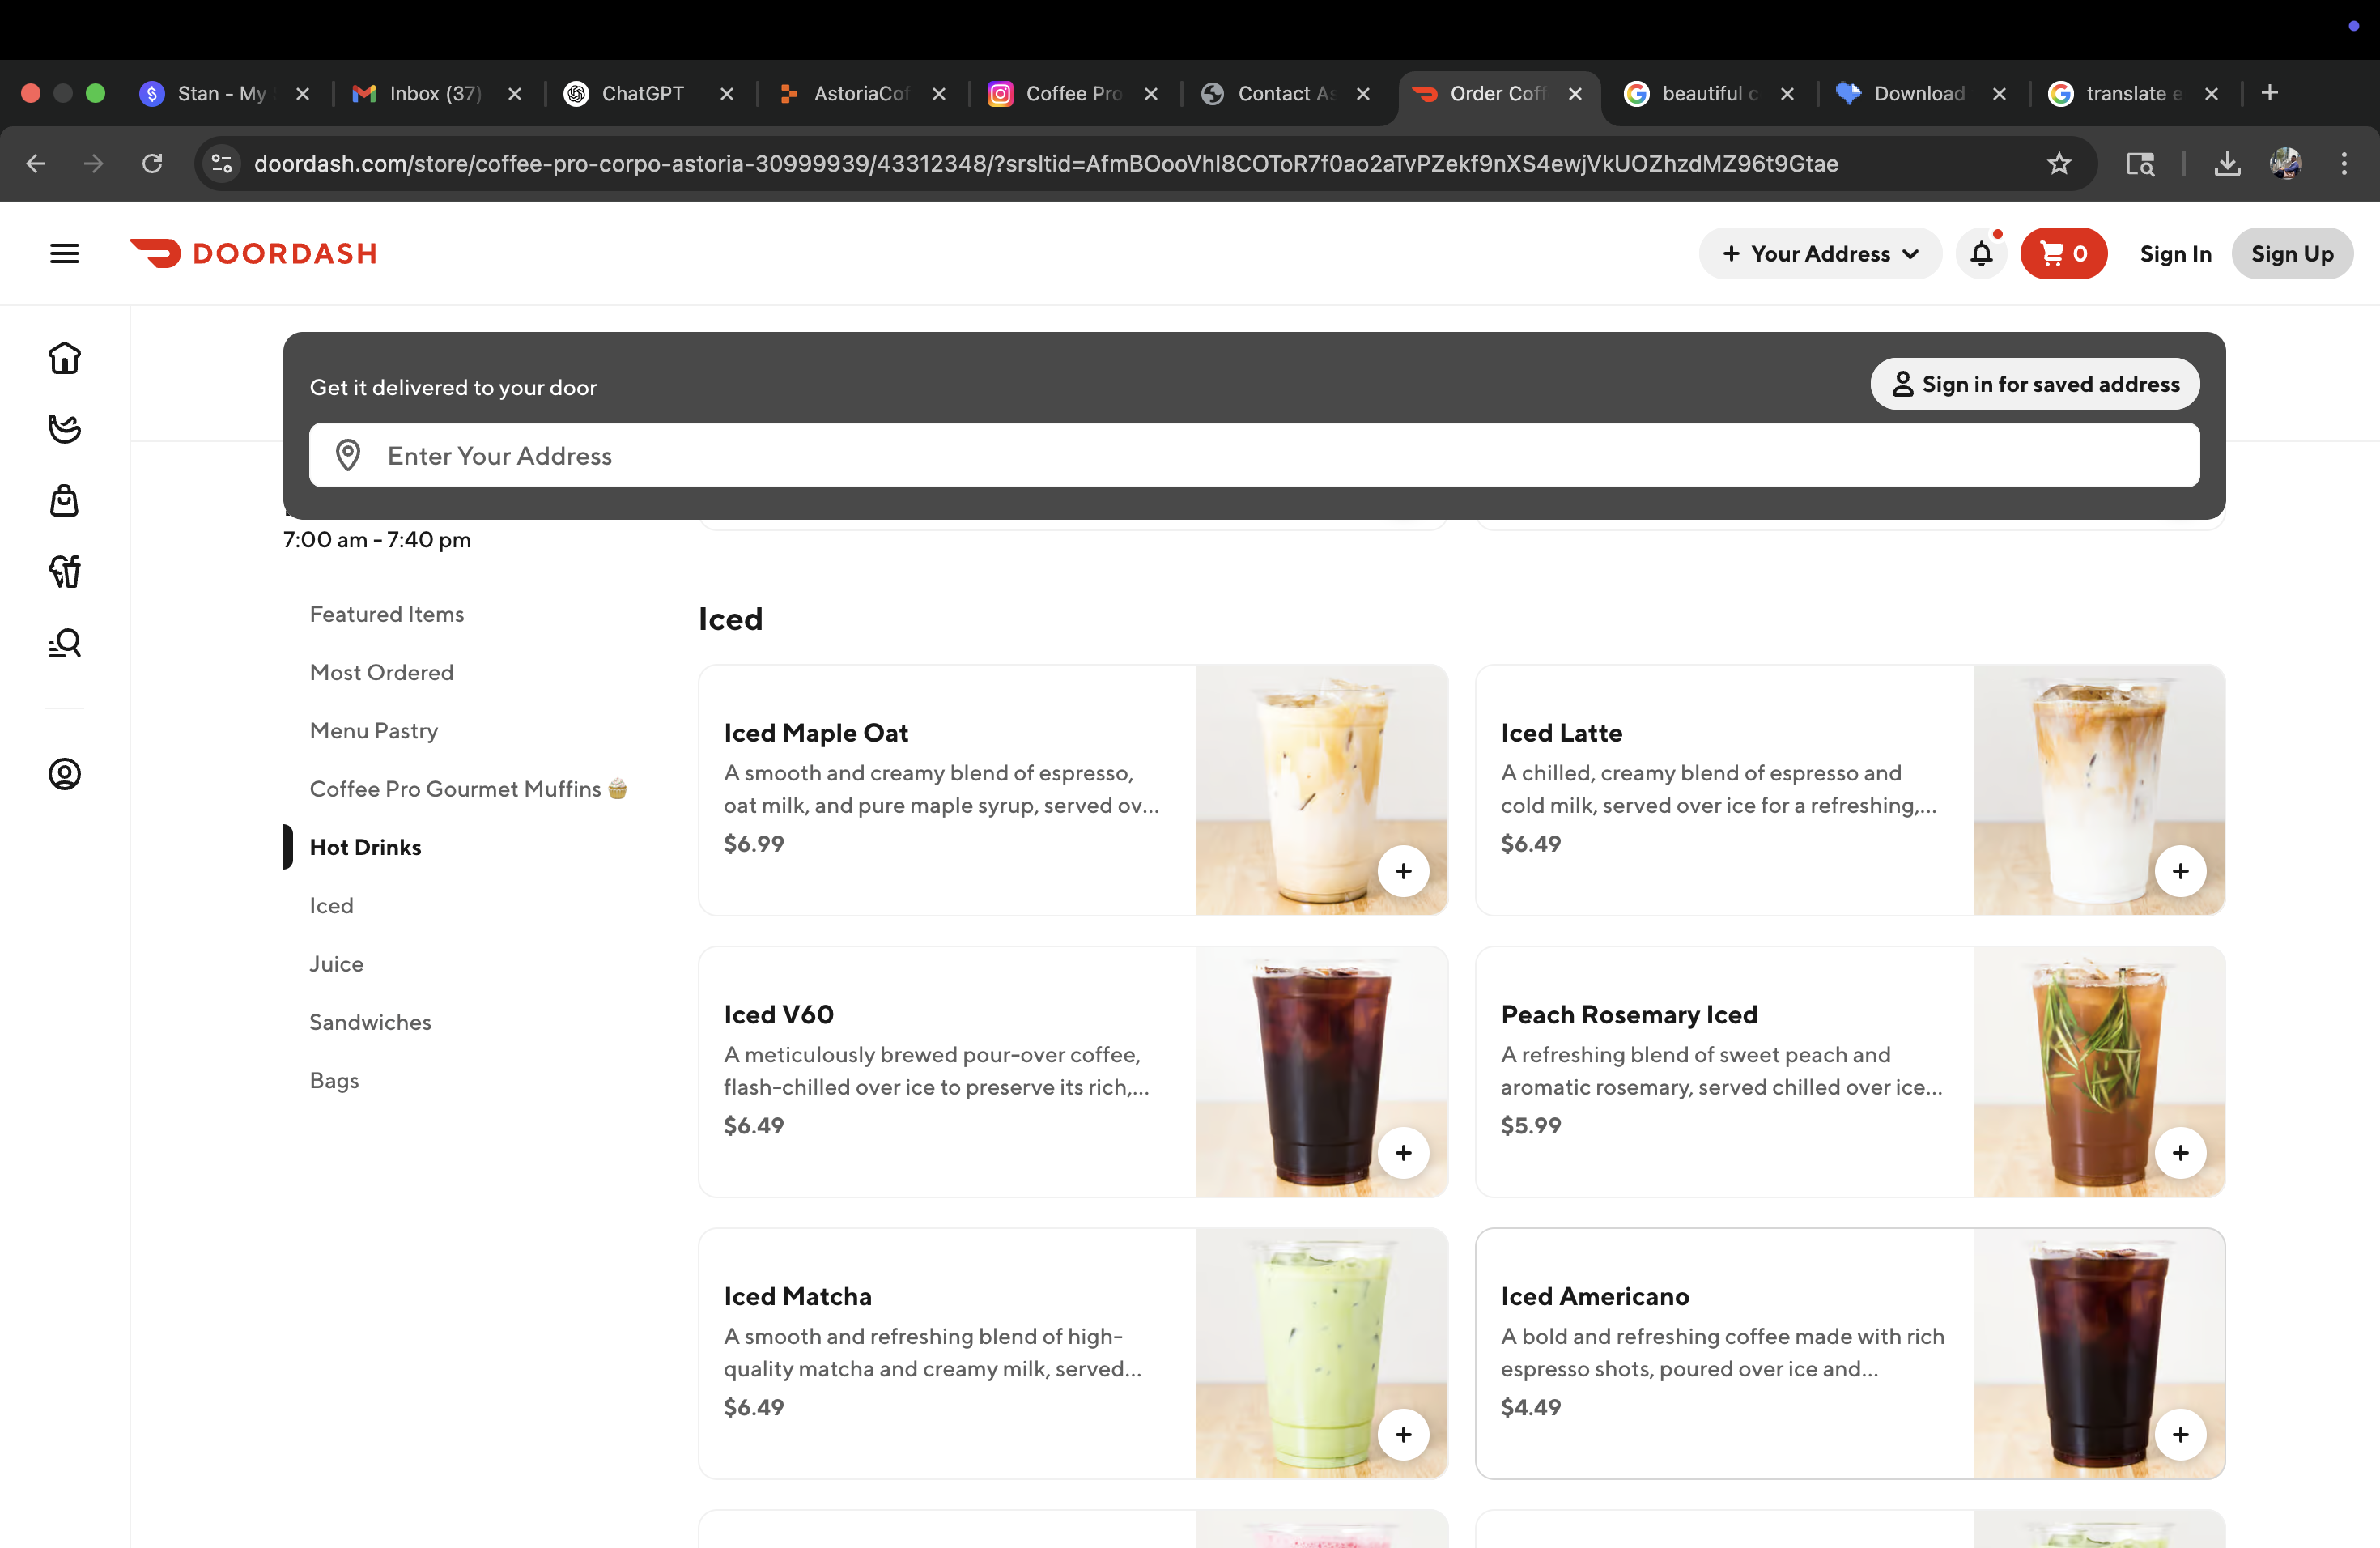 Stan - My
Inbox (37)
ChatGPT
AstoriaCof
Coffee Pro
Contact As
Order Coff
beautiful c
Download
translate e
doordash.com/store/coffee-pro-corpo-astoria-30999939/43312348/?srsltid=AfmBOooVhI8COToR7f0ao2aTvPZekf9nXS4ewjVkUOZhzdMZ96t9Gtae
DOORDASH
Your Address
0
Sign In
Sign Up
Get it delivered to your door
Sign in for saved address
Enter Your Address
7:00 am - 7:40 pm
Featured Items
Most Ordered
Menu Pastry
Coffee Pro Gourmet Muffins 🧁
Hot Drinks
Iced
Juice
Sandwiches
Bags
Iced
Iced Maple Oat
A smooth and creamy blend of espresso,
oat milk, and pure maple syrup, served ov...
$6.99
Iced Latte
A chilled, creamy blend of espresso and
cold milk, served over ice for a refreshing,...
$6.49
Iced V60
A meticulously brewed pour-over coffee,
flash-chilled over ice to preserve its rich,...
$6.49
Peach Rosemary Iced
A refreshing blend of sweet peach and
aromatic rosemary, served chilled over ice...
$5.99
Iced Matcha
A smooth and refreshing blend of high-
quality matcha and creamy milk, served...
$6.49
Iced Americano
A bold and refreshing coffee made with rich
espresso shots, poured over ice and...
$4.49